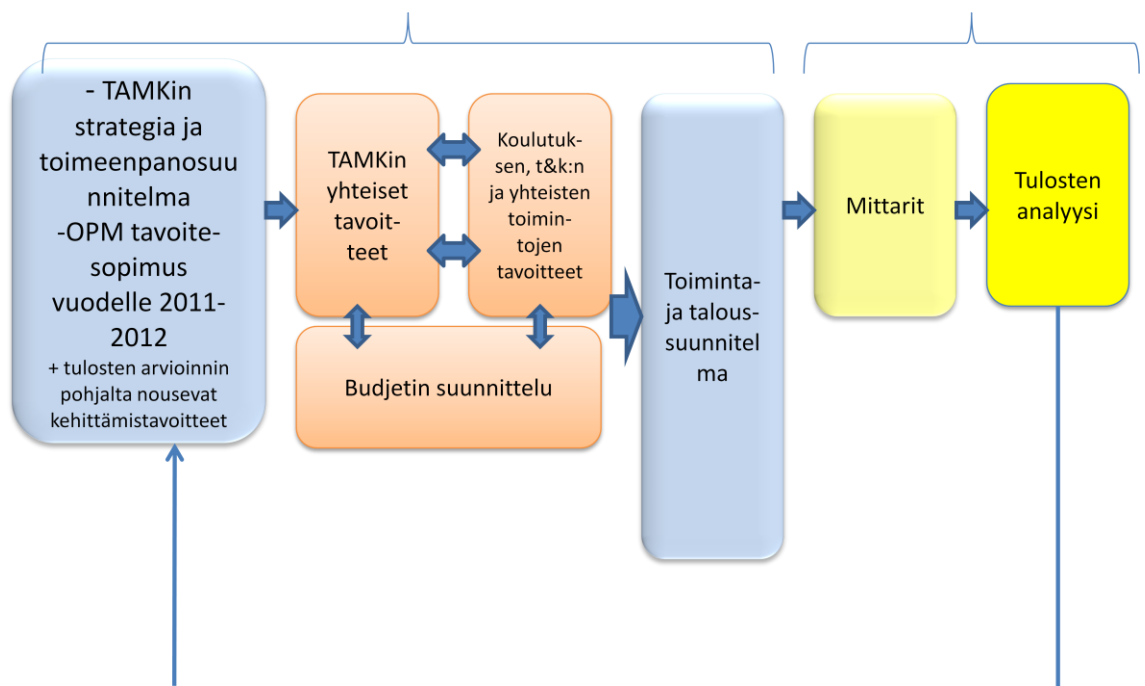 - TAMKin
strategia ja
toimeenpanosuu
nnitelma
-OPM tavoite-
sopimus
vuodelle 2011-
2012
+ tulosten arvioinnin
pohjalta nousevat
kehittämistavoitteet
TAMKin
yhteiset
tavoit-
teet
Koulutuk-
sen, t&k:n
ja yhteisten
toimin-
tojen
tavoitteet
Budjetin suunnittelu
Toiminta-
ja talous-
suunnitel
ma
Mittarit
Tulosten
analyysi